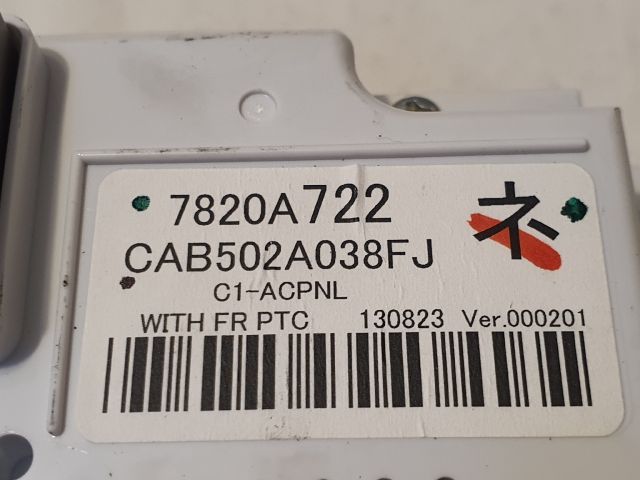 7820A722
ネ
CAB502A038FJ
C1-ACPNL
WITH FR PTC 130823 Ver.000201